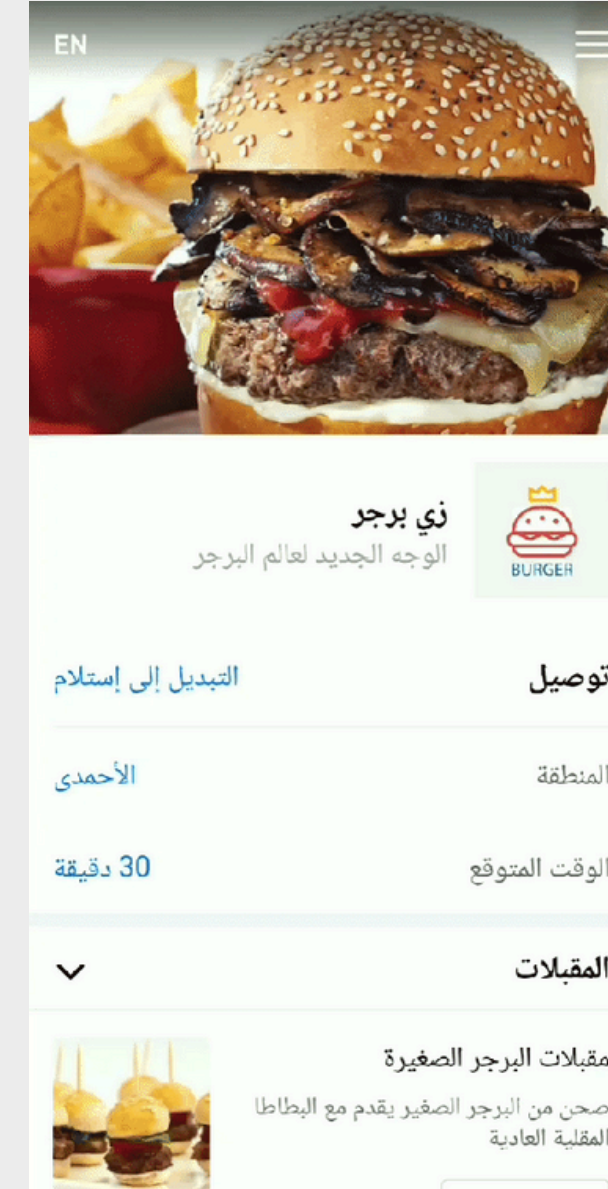 EN
زي برجر
الوجه الجديد لعالم البرجر
BURGER
توصيل
التبديل إلى إستلام
المنطقة
الأحمدى
الوقت المتوقع
30 دقيقة
المقبلات
مقبلات البرجر الصغيرة
صحن من البرجر الصغير يقدم مع البطاطا
المقلية العادية